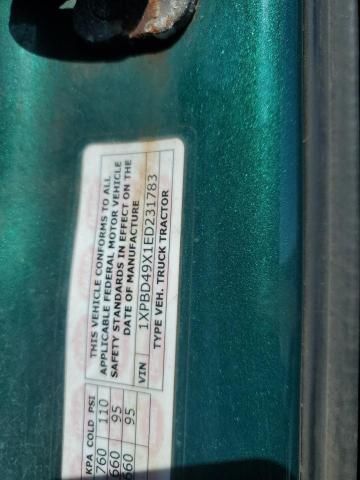 THIS VEHICLE CONFORMS TO ALL
APPLICABLE FEDERAL MOTOR VEHICLE
SAFETY STANDARDS IN EFFECT ON THE
DATE OF MANUFACTURE
VIN 1XPBD49X1ED231783
TYPE VEH. TRUCK TRACTOR
KPA COLD PSI
760 110
660 95
660 95